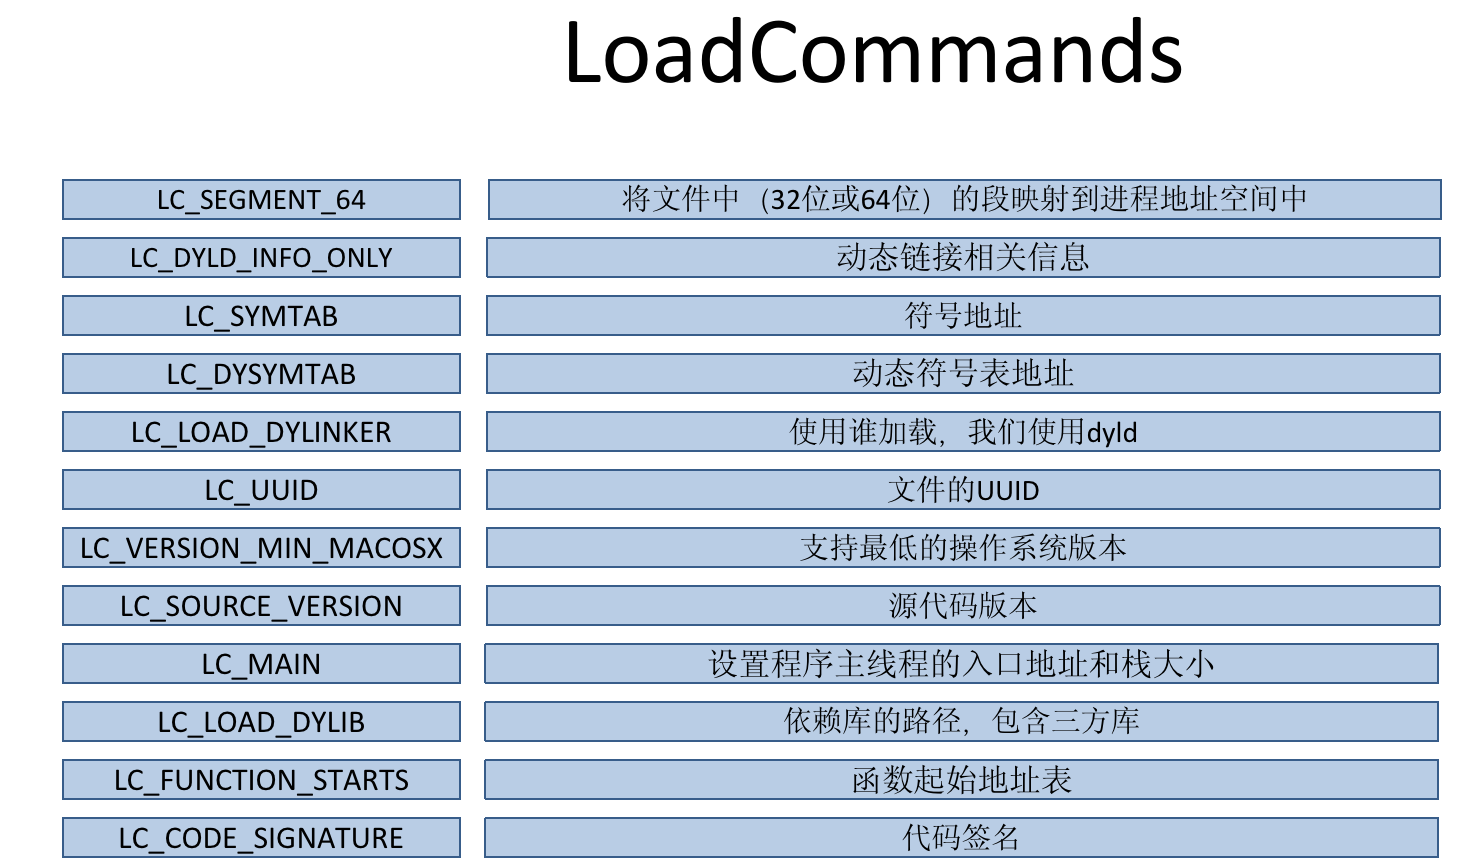 LoadCommands
LC_SEGMENT_64 将文件中（32位或64位）的段映射到进程地址空间中
LC_DYLD_INFO_ONLY 动态链接相关信息
LC_SYMTAB 符号地址
LC_DYSYMTAB 动态符号表地址
LC_LOAD_DYLINKER 使用谁加载，我们使用dyld
LC_UUID 文件的UUID
LC_VERSION_MIN_MACOSX 支持最低的操作系统版本
LC_SOURCE_VERSION 源代码版本
LC_MAIN 设置程序主线程的入口地址和栈大小
LC_LOAD_DYLIB 依赖库的路径，包含三方库
LC_FUNCTION_STARTS 函数起始地址表
LC_CODE_SIGNATURE 代码签名